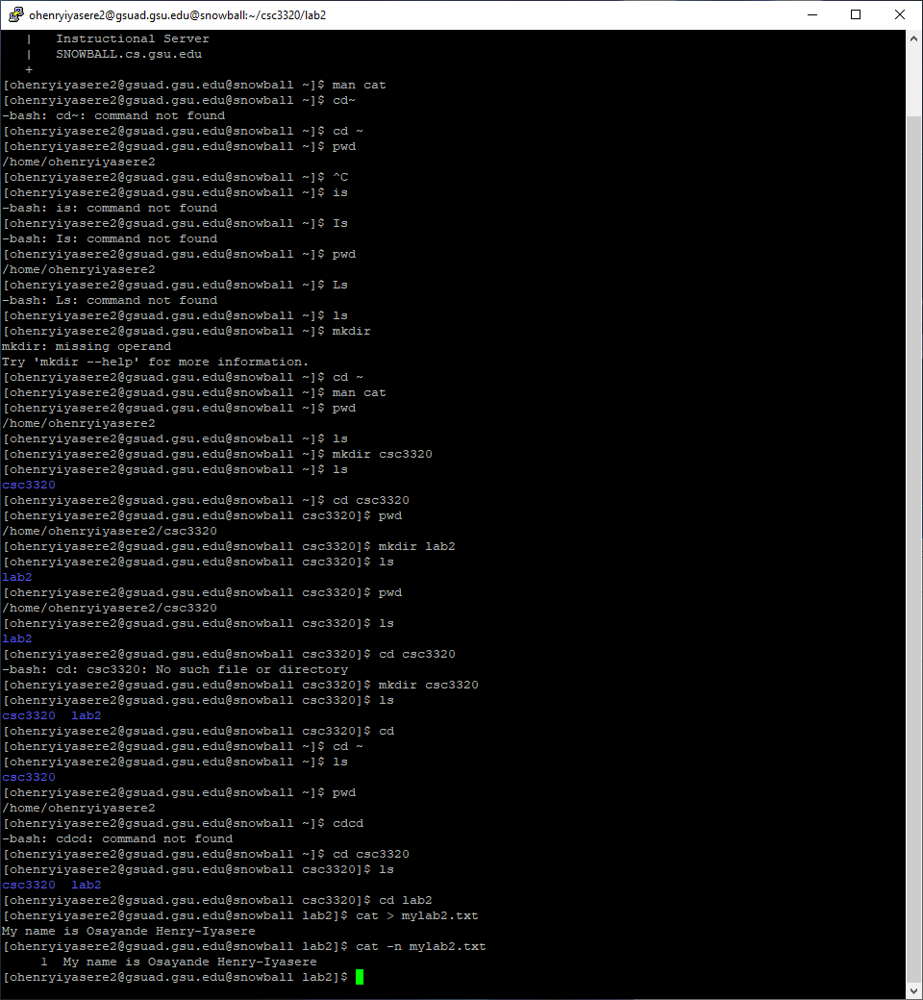 ohenryiyasere2@gsuad.gsu.edu@snowball:~/csc3320/lab2
|   Instructional Server
|   SNOWBALL.cs.gsu.edu
+
[ohenryiyasere2@gsuad.gsu.edu@snowball ~]$ man cat
[ohenryiyasere2@gsuad.gsu.edu@snowball ~]$ cd~
-bash: cd~: command not found
[ohenryiyasere2@gsuad.gsu.edu@snowball ~]$ cd ~
[ohenryiyasere2@gsuad.gsu.edu@snowball ~]$ pwd
/home/ohenryiyasere2
[ohenryiyasere2@gsuad.gsu.edu@snowball ~]$ ^C
[ohenryiyasere2@gsuad.gsu.edu@snowball ~]$ is
-bash: is: command not found
[ohenryiyasere2@gsuad.gsu.edu@snowball ~]$ Is
-bash: Is: command not found
[ohenryiyasere2@gsuad.gsu.edu@snowball ~]$ pwd
/home/ohenryiyasere2
[ohenryiyasere2@gsuad.gsu.edu@snowball ~]$ Ls
-bash: Ls: command not found
[ohenryiyasere2@gsuad.gsu.edu@snowball ~]$ ls
[ohenryiyasere2@gsuad.gsu.edu@snowball ~]$ mkdir
mkdir: missing operand
Try 'mkdir --help' for more information.
[ohenryiyasere2@gsuad.gsu.edu@snowball ~]$ cd ~
[ohenryiyasere2@gsuad.gsu.edu@snowball ~]$ man cat
[ohenryiyasere2@gsuad.gsu.edu@snowball ~]$ pwd
/home/ohenryiyasere2
[ohenryiyasere2@gsuad.gsu.edu@snowball ~]$ ls
[ohenryiyasere2@gsuad.gsu.edu@snowball ~]$ mkdir csc3320
[ohenryiyasere2@gsuad.gsu.edu@snowball ~]$ ls
csc3320
[ohenryiyasere2@gsuad.gsu.edu@snowball ~]$ cd csc3320
[ohenryiyasere2@gsuad.gsu.edu@snowball csc3320]$ pwd
/home/ohenryiyasere2/csc3320
[ohenryiyasere2@gsuad.gsu.edu@snowball csc3320]$ mkdir lab2
[ohenryiyasere2@gsuad.gsu.edu@snowball csc3320]$ ls
lab2
[ohenryiyasere2@gsuad.gsu.edu@snowball csc3320]$ pwd
/home/ohenryiyasere2/csc3320
[ohenryiyasere2@gsuad.gsu.edu@snowball csc3320]$ ls
lab2
[ohenryiyasere2@gsuad.gsu.edu@snowball csc3320]$ cd csc3320
-bash: cd: csc3320: No such file or directory
[ohenryiyasere2@gsuad.gsu.edu@snowball csc3320]$ mkdir csc3320
[ohenryiyasere2@gsuad.gsu.edu@snowball csc3320]$ ls
csc3320  lab2
[ohenryiyasere2@gsuad.gsu.edu@snowball csc3320]$ cd
[ohenryiyasere2@gsuad.gsu.edu@snowball ~]$ cd ~
[ohenryiyasere2@gsuad.gsu.edu@snowball ~]$ ls
csc3320
[ohenryiyasere2@gsuad.gsu.edu@snowball ~]$ pwd
/home/ohenryiyasere2
[ohenryiyasere2@gsuad.gsu.edu@snowball ~]$ cdcd
-bash: cdcd: command not found
[ohenryiyasere2@gsuad.gsu.edu@snowball ~]$ cd csc3320
[ohenryiyasere2@gsuad.gsu.edu@snowball csc3320]$ ls
csc3320  lab2
[ohenryiyasere2@gsuad.gsu.edu@snowball csc3320]$ cd lab2
[ohenryiyasere2@gsuad.gsu.edu@snowball lab2]$ cat > mylab2.txt
My name is Osayande Henry-Iyasere
[ohenryiyasere2@gsuad.gsu.edu@snowball lab2]$ cat -n mylab2.txt
     1  My name is Osayande Henry-Iyasere
[ohenryiyasere2@gsuad.gsu.edu@snowball lab2]$